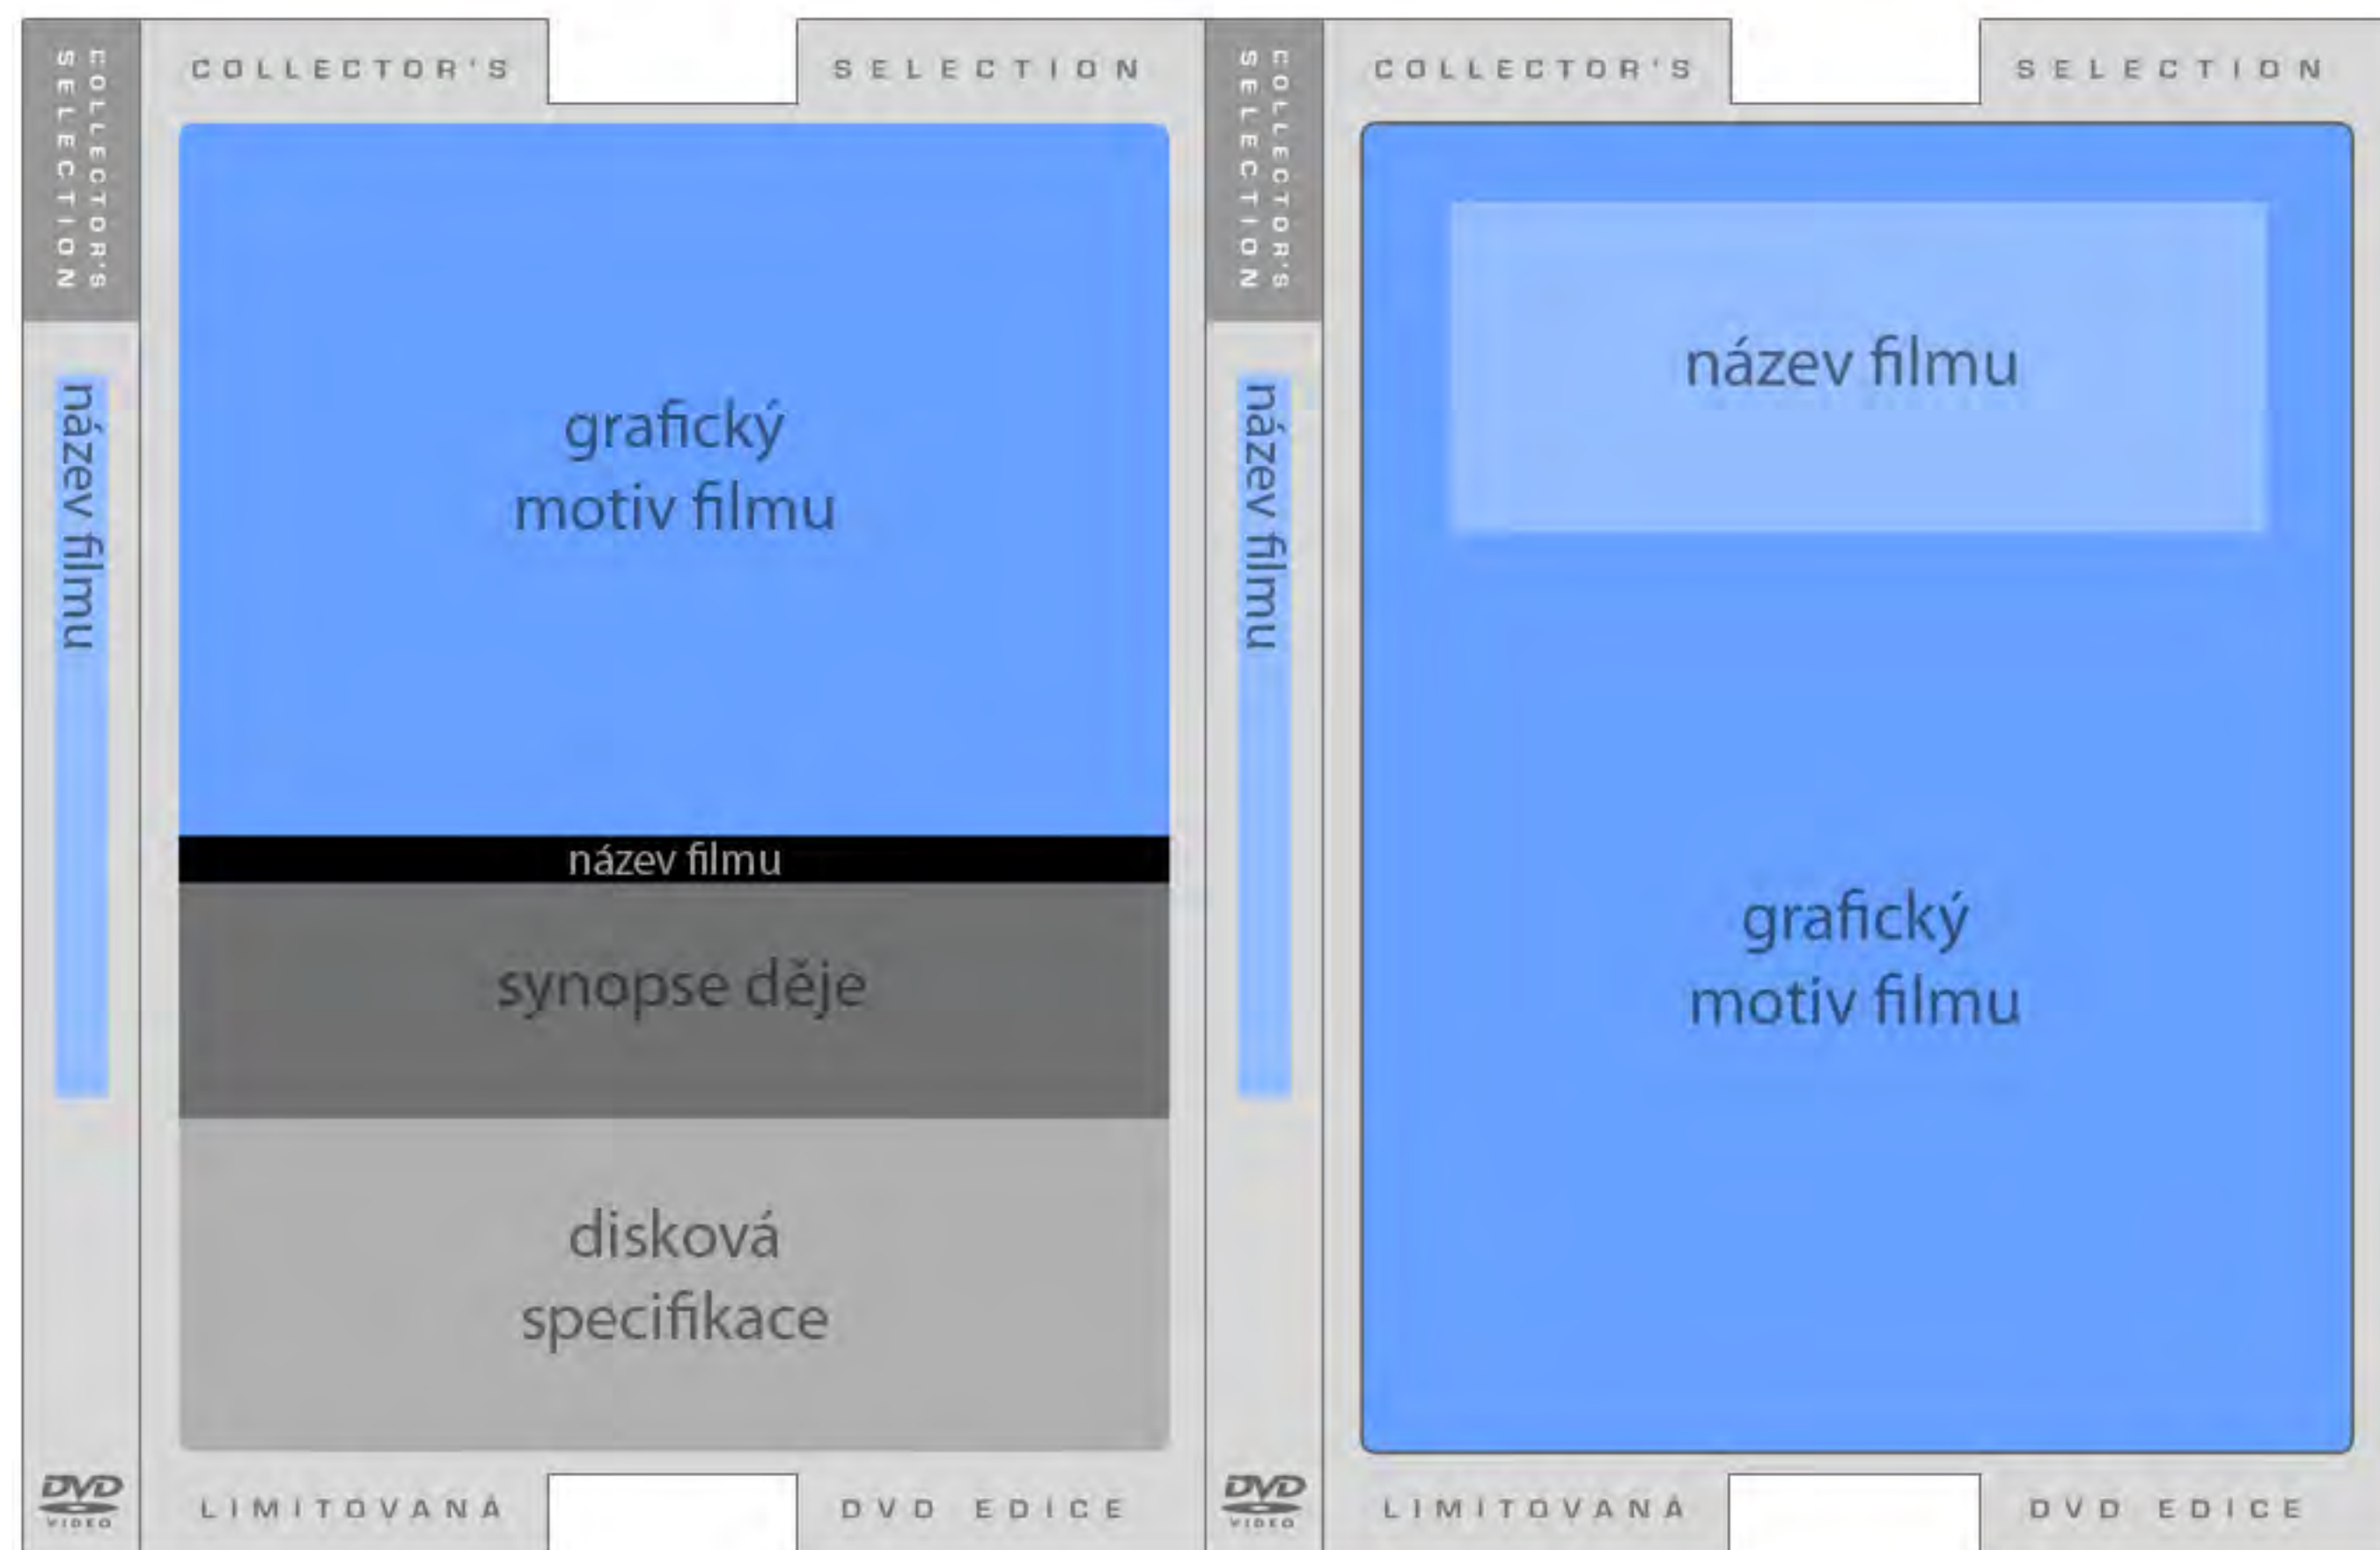 COLLECTOR'S
SELECTION
název filmu
DVD
VIDEO
COLLECTOR'S SELECTION
grafický
motiv filmu
název filmu
synopse děje
disková
specifikace
LIMITOVANÁ DVD EDICE
COLLECTOR'S
SELECTION
název filmu
DVD
VIDEO
COLLECTOR'S SELECTION
název filmu
grafický
motiv filmu
LIMITOVANÁ DVD EDICE